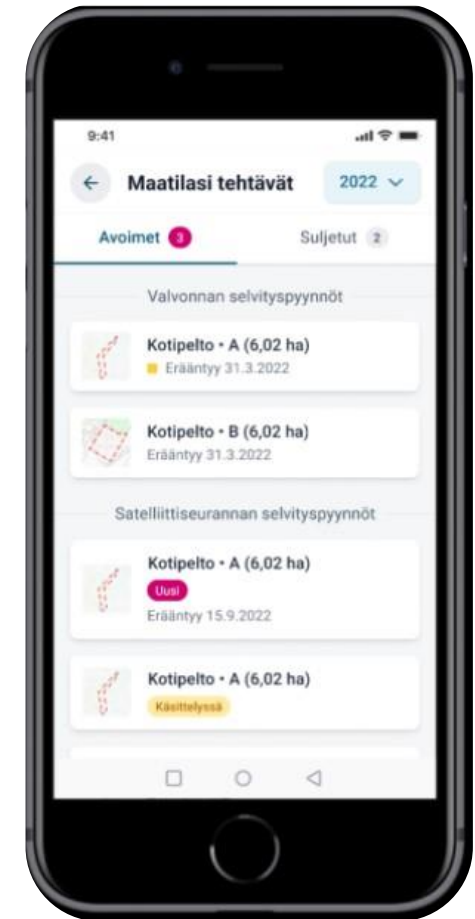 9:41
Maatilasi tehtävät
2022
Avoimet 3
Suljetut 2
Valvonnan selvityspyynnöt
Kotipelto • A (6,02 ha)
Erääntyy 31.3.2022
Kotipelto • B (6,02 ha)
Erääntyy 31.3.2022
Satelliittiseurannan selvityspyynnöt
Kotipelto • A (6,02 ha)
Uusi
Erääntyy 15.9.2022
Kotipelto • A (6,02 ha)
Käsittelyssä